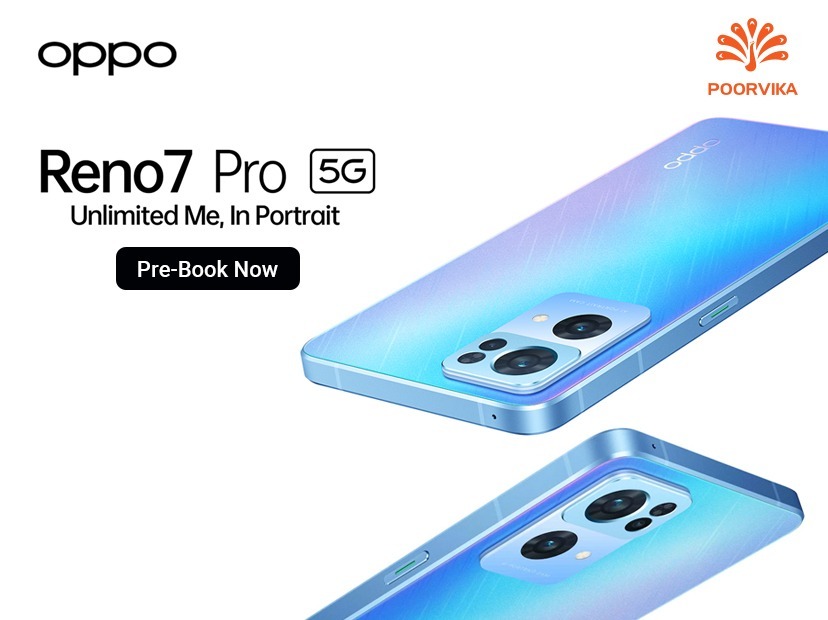 oppo
POORVIKA
Reno7 Pro 5G
Unlimited Me, In Portrait
Pre-Book Now
oppo